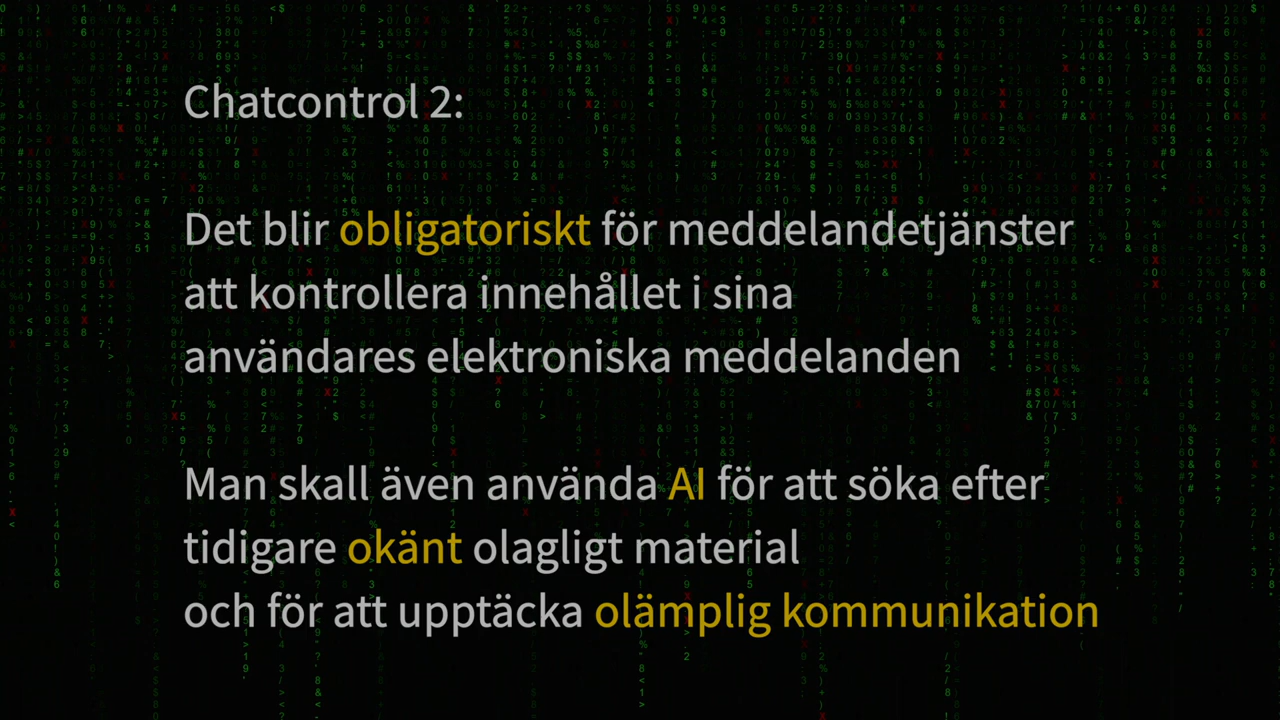 Chatcontrol 2:
Det blir obligatoriskt för meddelandetjänster
att kontrollera innehållet i sina
användares elektroniska meddelanden
Man skall även använda AI för att söka efter
tidigare okänt olagligt material
och för att upptäcka olämplig kommunikation